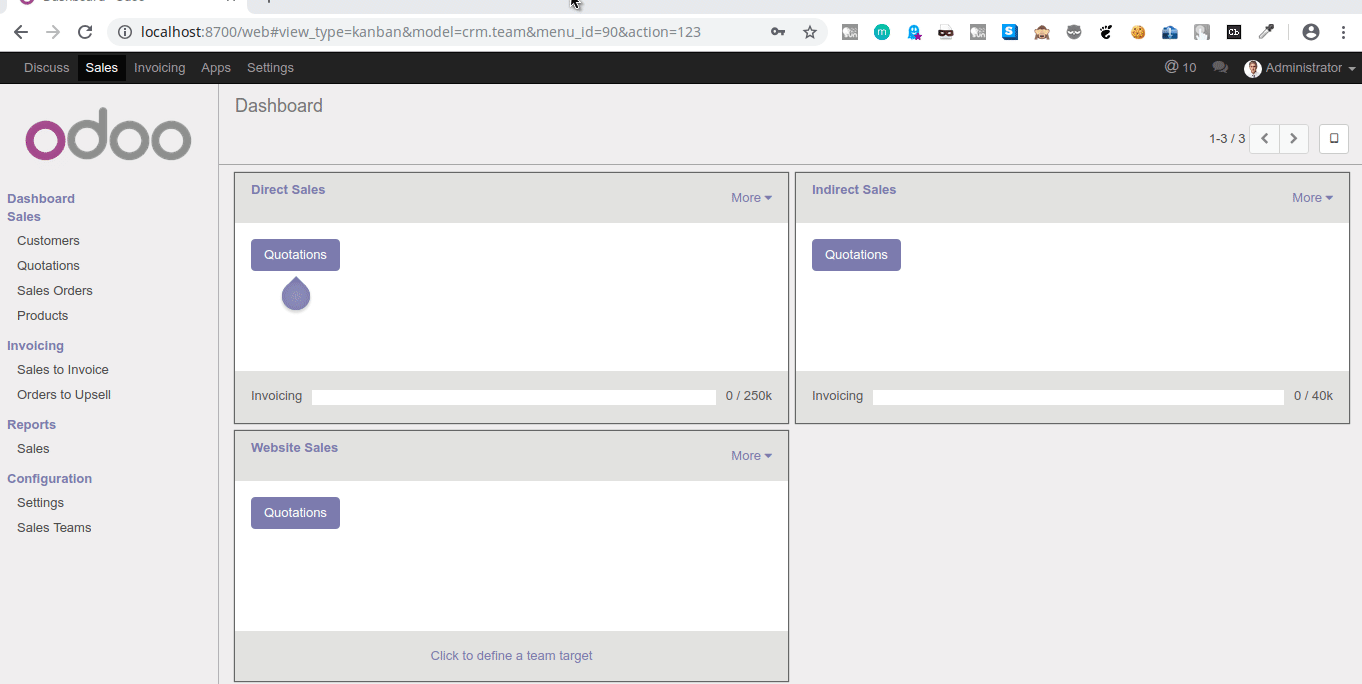 localhost:8700/web#view_type=kanban&model=crm.team&menu_id=90&action=123
Discuss Sales Invoicing Apps Settings @ 10 Administrator
odoo
Dashboard
1-3 / 3
Dashboard
Sales
Customers
Quotations
Sales Orders
Products
Invoicing
Sales to Invoice
Orders to Upsell
Reports
Sales
Configuration
Settings
Sales Teams
Direct Sales
More
Quotations
Invoicing 0 / 250k
Indirect Sales
More
Quotations
Invoicing 0 / 40k
Website Sales
More
Quotations
Click to define a team target